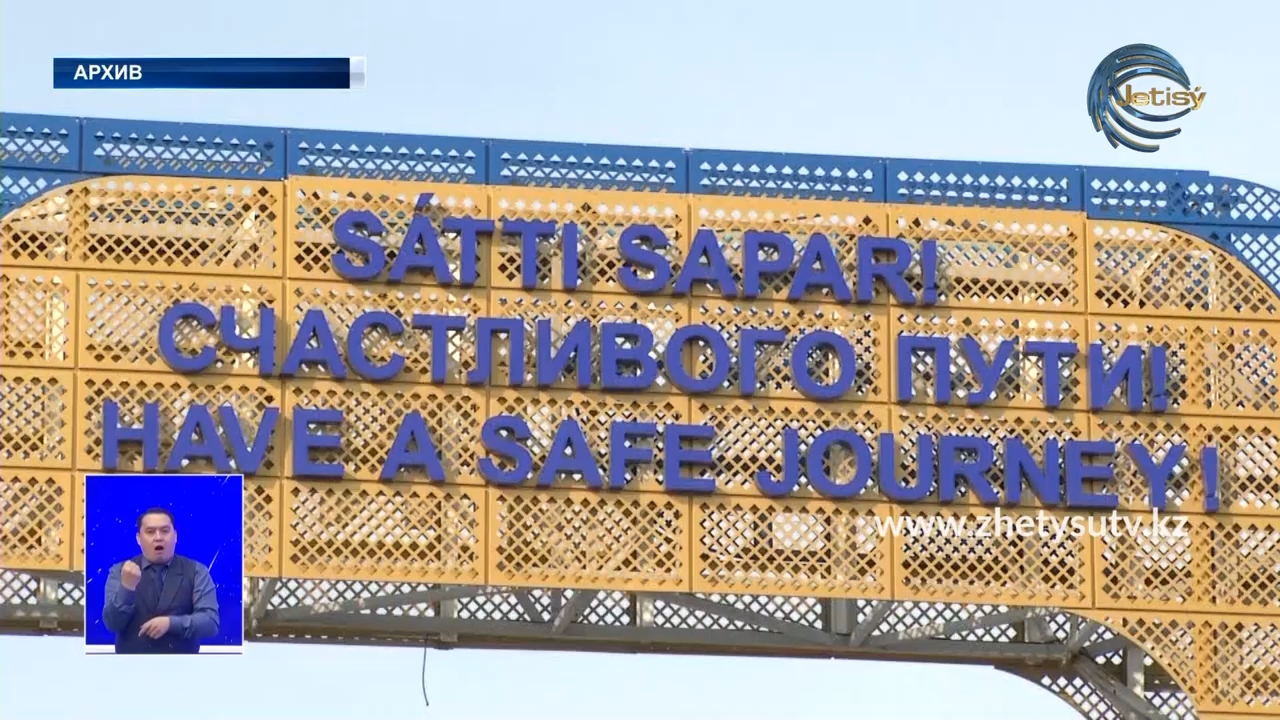 АРХИВ
Jetisý
SÁTTI SAPAR!
СЧАСТЛИВОГО ПУТИ!
HAVE A SAFE JOURNEY!
www.zhetysutv.kz